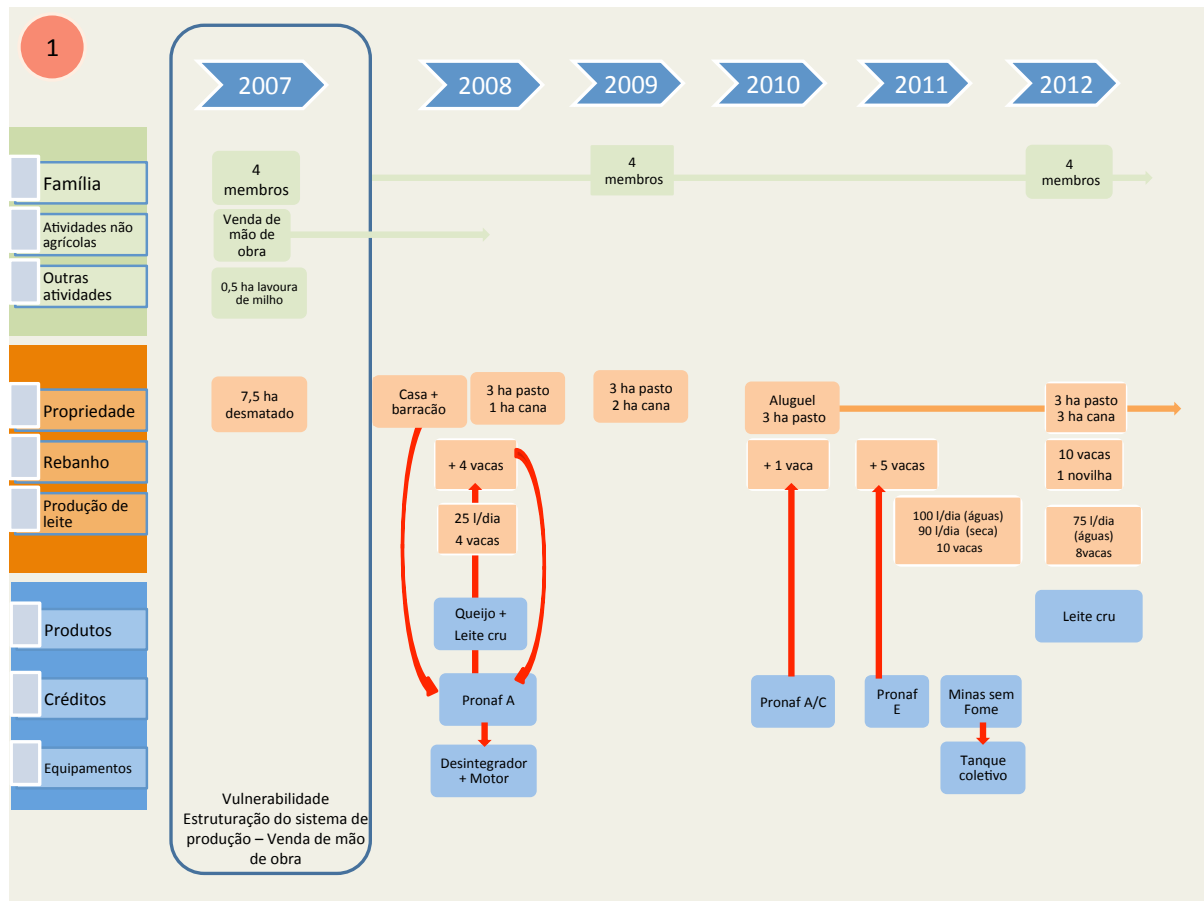 1
2007
2008
2009
2010
2011
2012
Família
4
membros
4
membros
4
membros
Atividades não
agrícolas
Venda de
mão de
obra
Outras
atividades
0,5 ha lavoura
de milho
Propriedade
7,5 ha
desmatado
Casa +
barracão
3 ha pasto
1 ha cana
3 ha pasto
2 ha cana
Aluguel
3 ha pasto
3 ha pasto
3 ha cana
Rebanho
+ 4 vacas
+ 1 vaca
+ 5 vacas
10 vacas
1 novilha
Produção de
leite
25 l/dia
4 vacas
100 l/dia (águas)
90 l/dia (seca)
10 vacas
75 l/dia
(águas)
8vacas
Produtos
Queijo +
Leite cru
Leite cru
Créditos
Pronaf A
Pronaf A/C
Pronaf
E
Minas sem
Fome
Equipamentos
Desintegrador
+ Motor
Tanque
coletivo
Vulnerabilidade
Estruturação do sistema de
produção – Venda de mão
de obra